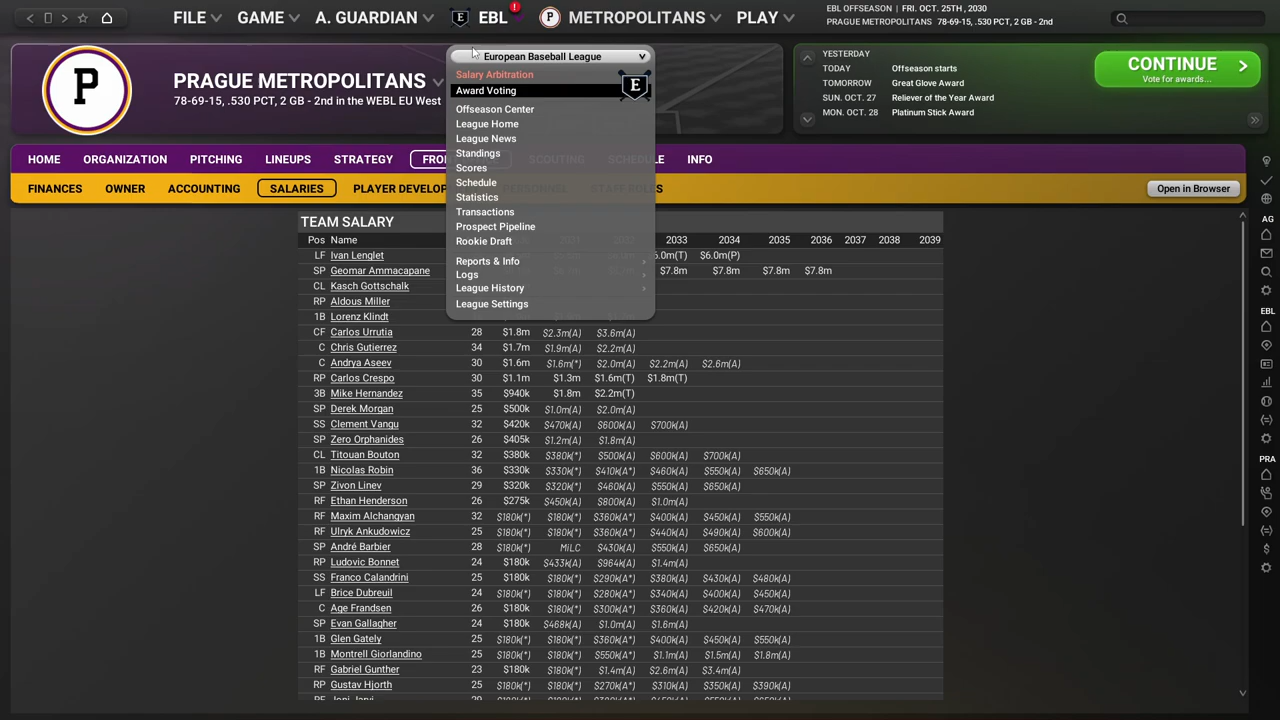 FILE GAME A. GUARDIAN EBL ! METROPOLITANS PLAY
EBL OFFSEASON | FRI. OCT. 25TH, 2030
PRAGUE METROPOLITANS 78-69-15, .530 PCT, 2 GB - 2nd
P PRAGUE METROPOLITANS
78-69-15, .530 PCT, 2 GB - 2nd in the WEBL EU West
European Baseball League
Salary Arbitration
Award Voting
E
Offseason Center
League Home
League News
Standings
Scores
Schedule
Statistics
Transactions
Prospect Pipeline
Rookie Draft
Reports & Info
Logs
League History
League Settings
YESTERDAY
TODAY Offseason starts
TOMORROW Great Glove Award
SUN. OCT. 27 Reliever of the Year Award
MON. OCT. 28 Platinum Stick Award
CONTINUE
Vote for awards...
HOME ORGANIZATION PITCHING LINEUPS STRATEGY SCOUTING SCHEDULE INFO
FINANCES OWNER ACCOUNTING SALARIES PLAYER DEVELOP PERSONNEL STAFF ROLES Open in Browser
TEAM SALARY
Pos Name 2031 2032 2033 2034 2035 2036 2037 2038 2039
LF Ivan Lenglet 6.0m(T) $6.0m(P)
SP Geomar Ammacapane $7.8m $7.8m $7.8m $7.8m
CL Kasch Gottschalk
RP Aldous Miller
1B Lorenz Klindt
CF Carlos Urrutia 28 $1.8m $2.3m(A) $3.6m(A)
C Chris Gutierrez 34 $1.7m $1.9m(A) $2.2m(A)
C Andrya Aseev 30 $1.6m $1.6m(*) $2.0m(A) $2.2m(A) $2.6m(A)
RP Carlos Crespo 30 $1.1m $1.3m $1.6m(T) $1.8m(T)
3B Mike Hernandez 35 $940k $1.8m $2.2m(T)
SP Derek Morgan 25 $500k $1.0m(A) $2.0m(A)
SS Clement Vangu 32 $420k $470k(A) $600k(A) $700k(A)
SP Zero Orphanides 26 $405k $1.2m(A) $1.8m(A)
CL Titouan Bouton 32 $380k $380k(*) $500k(A) $600k(A) $700k(A)
1B Nicolas Robin 36 $330k $330k(*) $410k(A*) $460k(A) $550k(A) $650k(A)
SP Zivon Linev 29 $320k $320k(*) $460k(A) $550k(A) $650k(A)
RF Ethan Henderson 26 $275k $450k(A) $800k(A) $1.0m(A)
RF Maxim Alchangyan 32 $180k(*) $180k(*) $360k(A*) $400k(A) $450k(A) $550k(A)
RF Ulryk Ankudowicz 25 $180k(*) $180k(*) $360k(A*) $440k(A) $490k(A) $600k(A)
SP André Barbier 28 $180k(*) MiLC $430k(A) $550k(A) $650k(A)
RP Ludovic Bonnet 24 $180k $433k(A) $964k(A) $1.4m(A)
SS Franco Calandrini 25 $180k $180k(*) $290k(A*) $380k(A) $430k(A) $480k(A)
LF Brice Dubreuil 24 $180k $180k(*) $280k(A*) $340k(A) $400k(A) $450k(A)
C Age Frandsen 26 $180k $180k(*) $300k(A*) $360k(A) $420k(A) $470k(A)
SP Evan Gallagher 24 $180k $468k(A) $1.0m(A) $1.6m(A)
1B Glen Gately 25 $180k(*) $180k(*) $360k(A*) $400k(A) $450k(A) $550k(A)
1B Montrell Giorlandino 25 $180k(*) $180k(*) $550k(A*) $1.1m(A) $1.5m(A) $1.8m(A)
RF Gabriel Gunther 23 $180k $180k(*) $1.4m(A) $2.6m(A) $3.4m(A)
RP Gustav Hjorth 25 $180k(*) $180k(*) $270k(A*) $310k(A) $350k(A) $390k(A)
AG
EBL
PRA